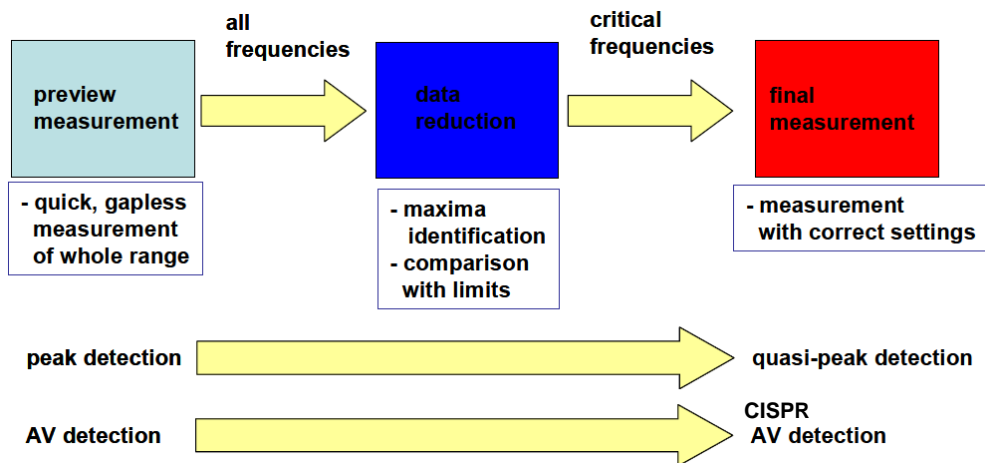 all
frequencies
critical
frequencies
preview
measurement
data
reduction
final
measurement
- quick, gapless
measurement
of whole range
- maxima
identification
- comparison
with limits
- measurement
with correct settings
peak detection
quasi-peak detection
AV detection
CISPR
AV detection